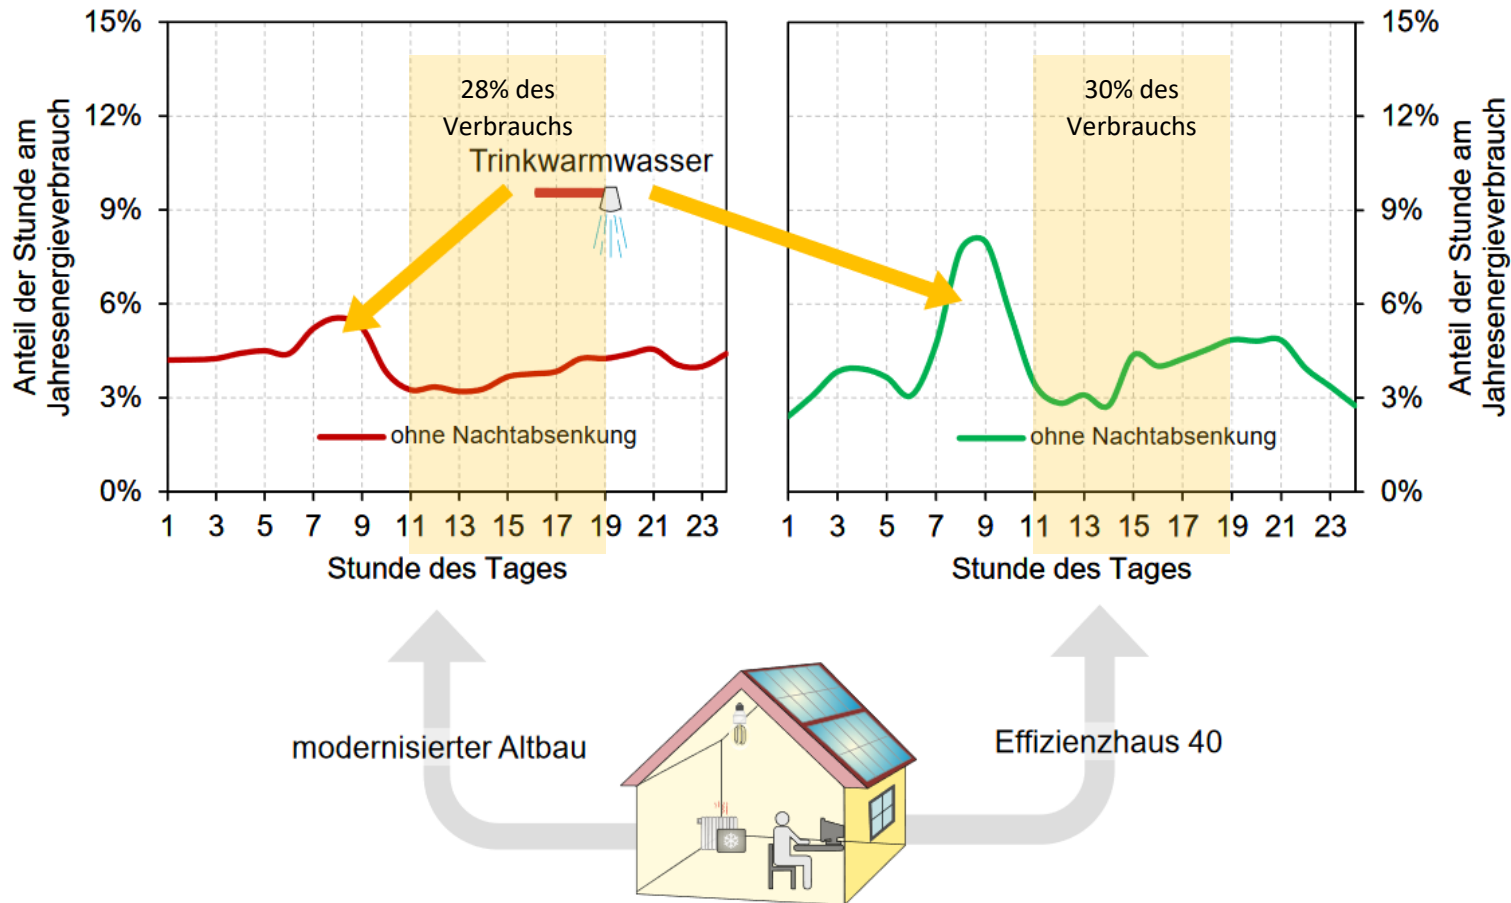 Anteil der Stunde am
Jahresenergieverbrauch
15%
12%
9%
6%
3%
0%
28% des
Verbrauchs
Trinkwarmwasser
ohne Nachtabsenkung
1 3 5 7 9 11 13 15 17 19 21 23
Stunde des Tages
30% des
Verbrauchs
ohne Nachtabsenkung
1 3 5 7 9 11 13 15 17 19 21 23
Stunde des Tages
15%
12%
9%
6%
3%
0%
Anteil der Stunde am
Jahresenergieverbrauch
modernisierter Altbau
Effizienzhaus 40